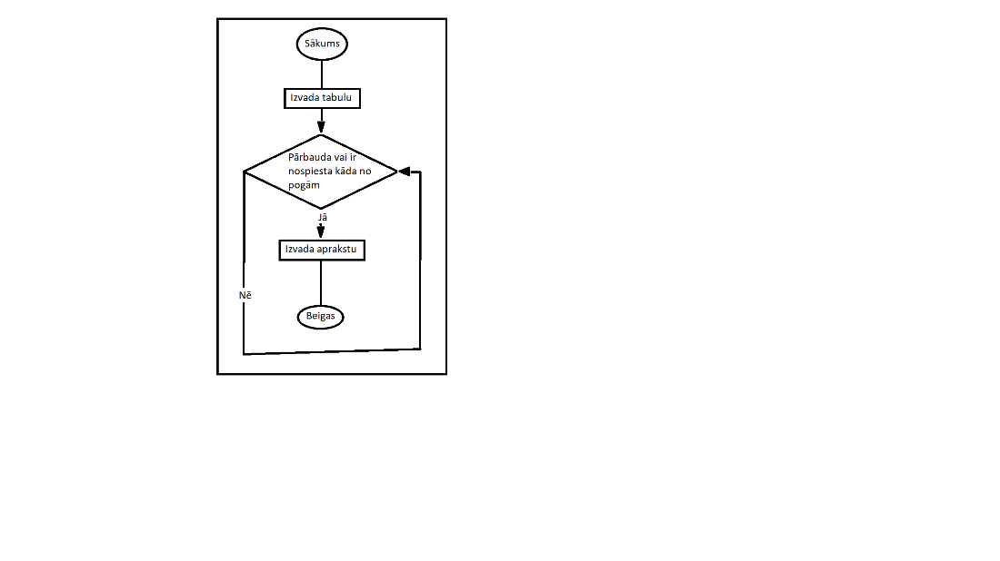 Sākums
Izvada tabulu
Pārbauda vai ir
nospiesta kāda no
pogām
Jā
Izvada aprakstu
Nē
Beigas